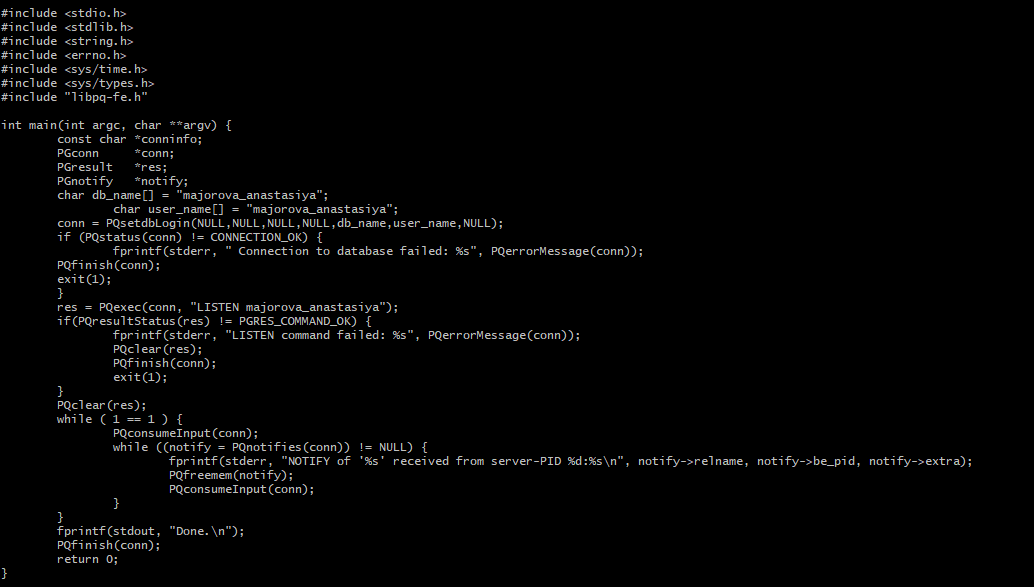 #include <stdio.h>
#include <stdlib.h>
#include <string.h>
#include <errno.h>
#include <sys/time.h>
#include <sys/types.h>
#include "libpq-fe.h"

int main(int argc, char **argv) {
        const char *conninfo;
        PGconn     *conn;
        PGresult   *res;
        PGnotify   *notify;
        char db_name[] = "majorova_anastasiya";
                char user_name[] = "majorova_anastasiya";
        conn = PQsetdbLogin(NULL,NULL,NULL,NULL,db_name,user_name,NULL);
        if (PQstatus(conn) != CONNECTION_OK) {
                fprintf(stderr, " Connection to database failed: %s", PQerrorMessage(conn));
        PQfinish(conn);
        exit(1);
        }
        res = PQexec(conn, "LISTEN majorova_anastasiya");
        if(PQresultStatus(res) != PGRES_COMMAND_OK) {
                fprintf(stderr, "LISTEN command failed: %s", PQerrorMessage(conn));
                PQclear(res);
                PQfinish(conn);
                exit(1);
        }
        PQclear(res);
        while ( 1 == 1 ) {
                PQconsumeInput(conn);
                while ((notify = PQnotifies(conn)) != NULL) {
                        fprintf(stderr, "NOTIFY of '%s' received from server-PID %d:%s\n", notify->relname, notify->be_pid, notify->extra);
                        PQfreemem(notify);
                        PQconsumeInput(conn);
                }
        }
        fprintf(stdout, "Done.\n");
        PQfinish(conn);
        return 0;
}